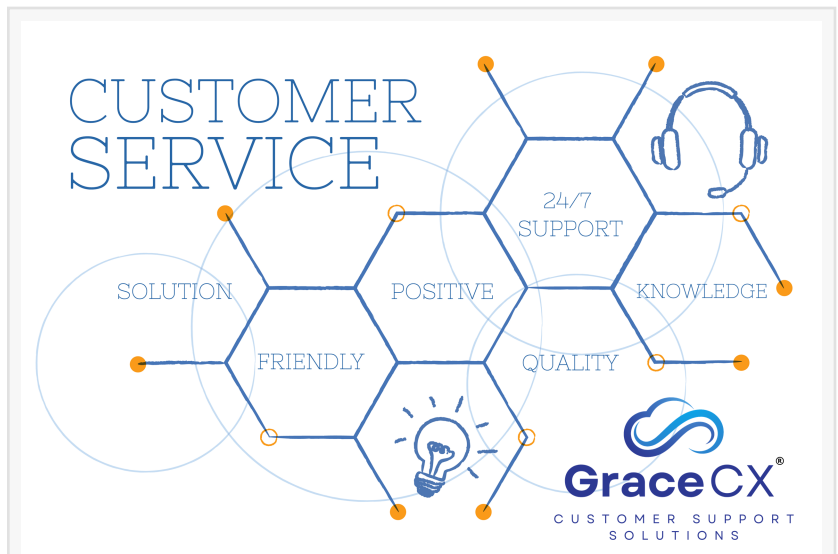 CUSTOMER
SERVICE
24/7
SUPPORT
SOLUTION
POSITIVE
KNOWLEDGE
FRIENDLY
QUALITY
GraceCX®
CUSTOMER SUPPORT
SOLUTIONS